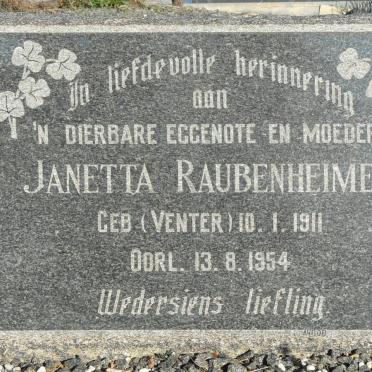 In liefdevolle herinnering
aan
'N DIERBARE EGGENOTE EN MOEDER
JANETTA RAUBENHEIME
GEB (VENTER) 10. 1. 1911
OORL. 13. 8. 1954
Wedersiens liefling